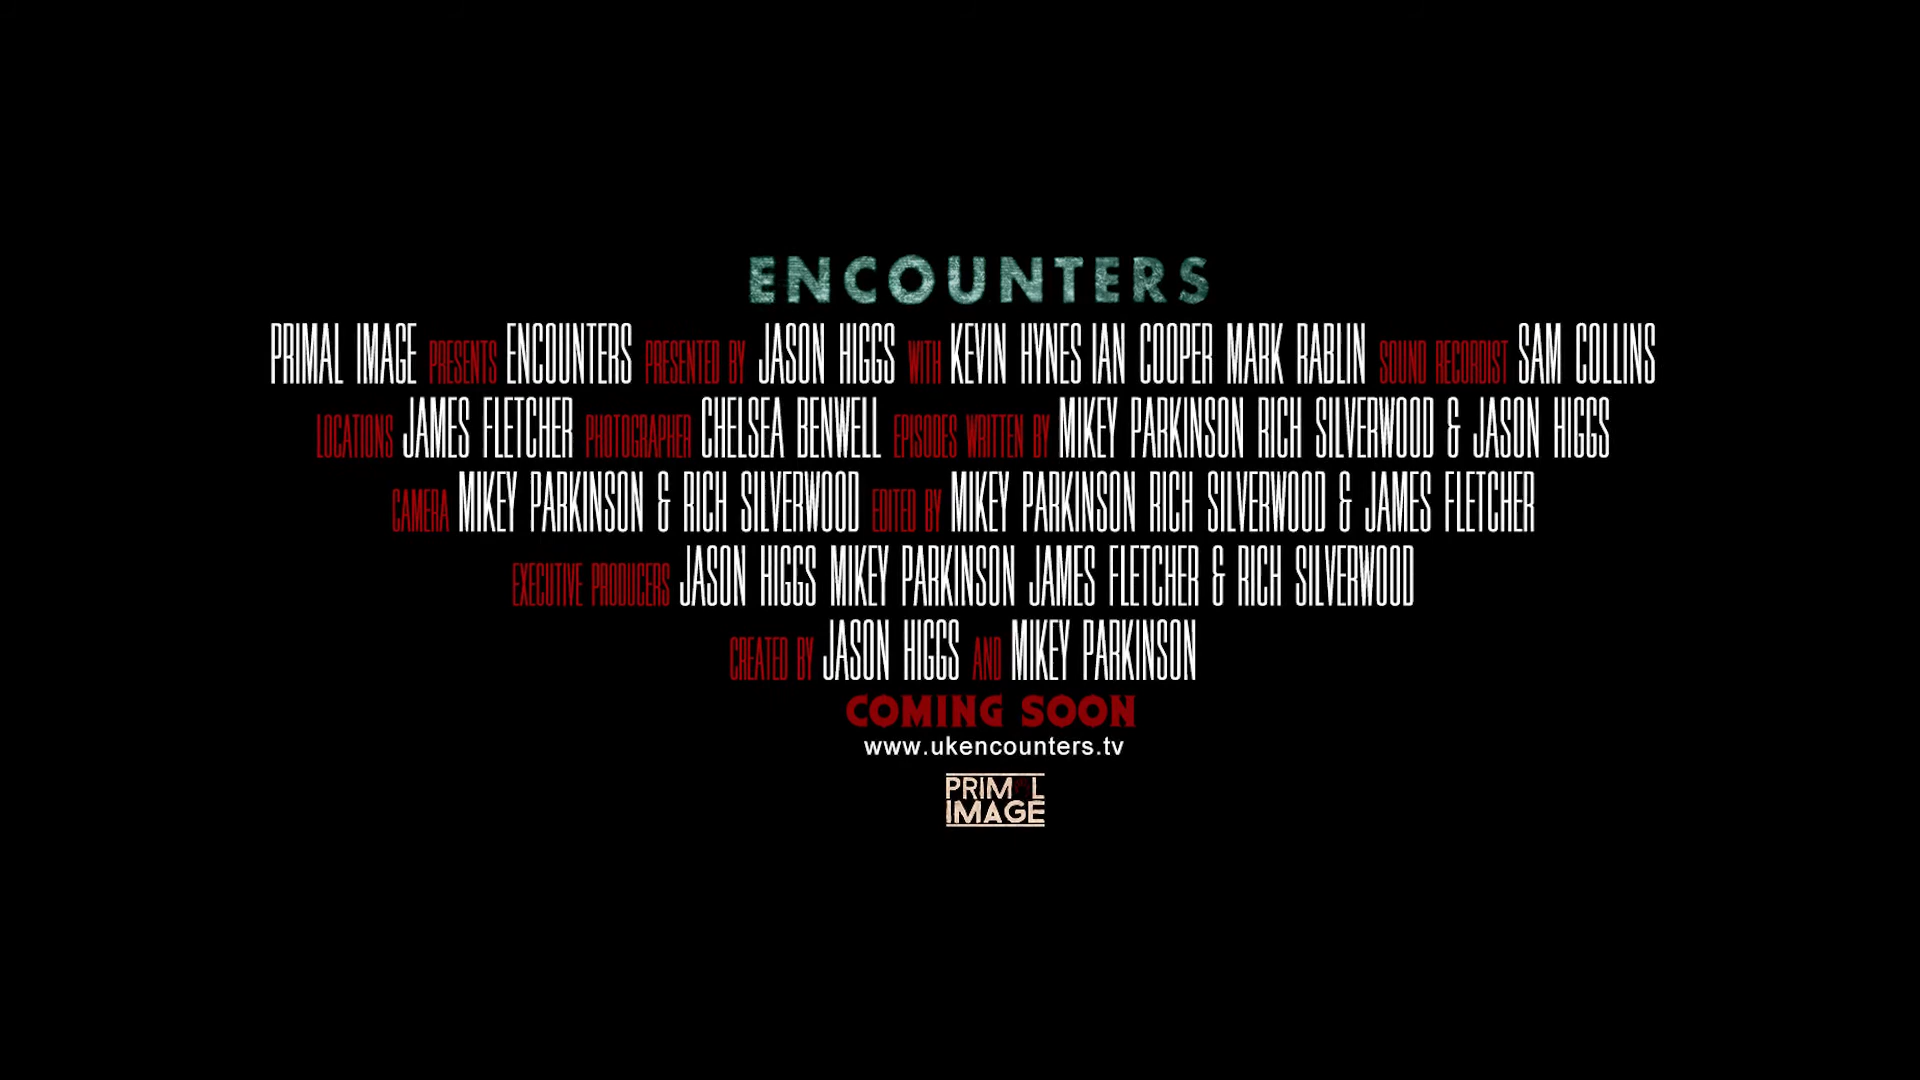 ENCOUNTERS
PRIMAL IMAGE PRESENTS ENCOUNTERS PRESENTED BY JASON HIGGS WITH KEVIN HYNES IAN COOPER MARK RABLIN SOUND RECORDIST SAM COLLINS
LOCATIONS JAMES FLETCHER PHOTOGRAPHER CHELSEA BENWELL EPISODES WRITTEN BY MIKEY PARKINSON RICH SILVERWOOD & JASON HIGGS
CAMERA MIKEY PARKINSON & RICH SILVERWOOD EDITED BY MIKEY PARKINSON RICH SILVERWOOD & JAMES FLETCHER
EXECUTIVE PRODUCERS JASON HIGGS MIKEY PARKINSON JAMES FLETCHER & RICH SILVERWOOD
CREATED BY JASON HIGGS AND MIKEY PARKINSON
COMING SOON
www.ukencounters.tv
PRIMAL
IMAGE